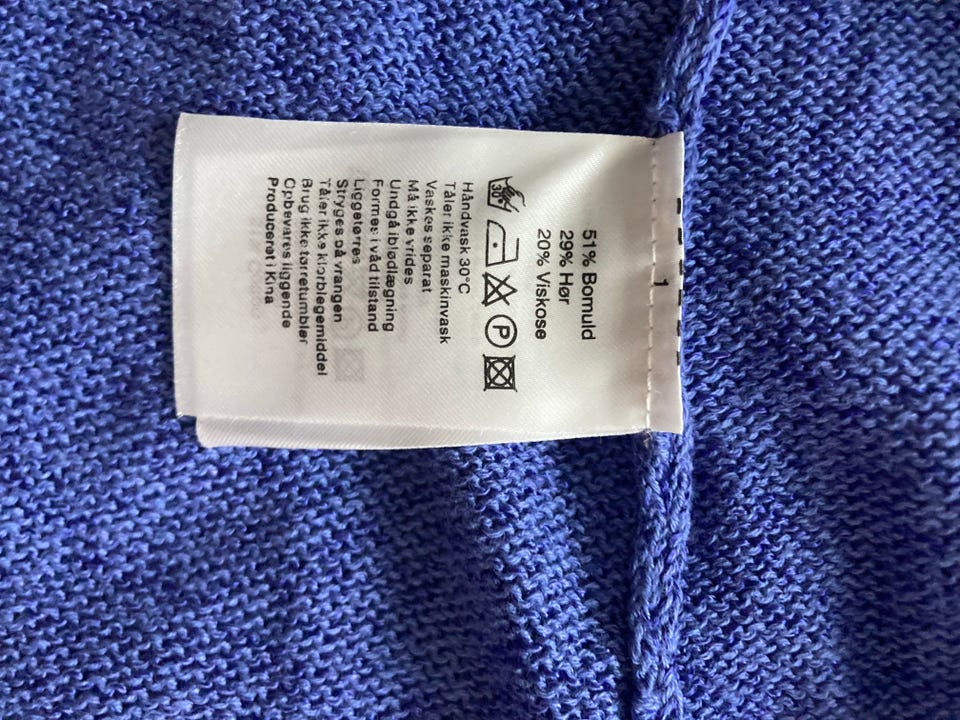 1
51% Bomuld
29% Hør
20% Viskose
30°
P
Håndvask 30°C
Tåler ikke maskinvask
Vaskes separat
Må ikke vrides
Undgå iblødlægning
Formes i våd tilstand
Liggetørres
Stryges på vrangen
Tåler ikke klorblegemiddel
Brug ikke tørretumbler
Opbevares liggende
Produceret i Kina